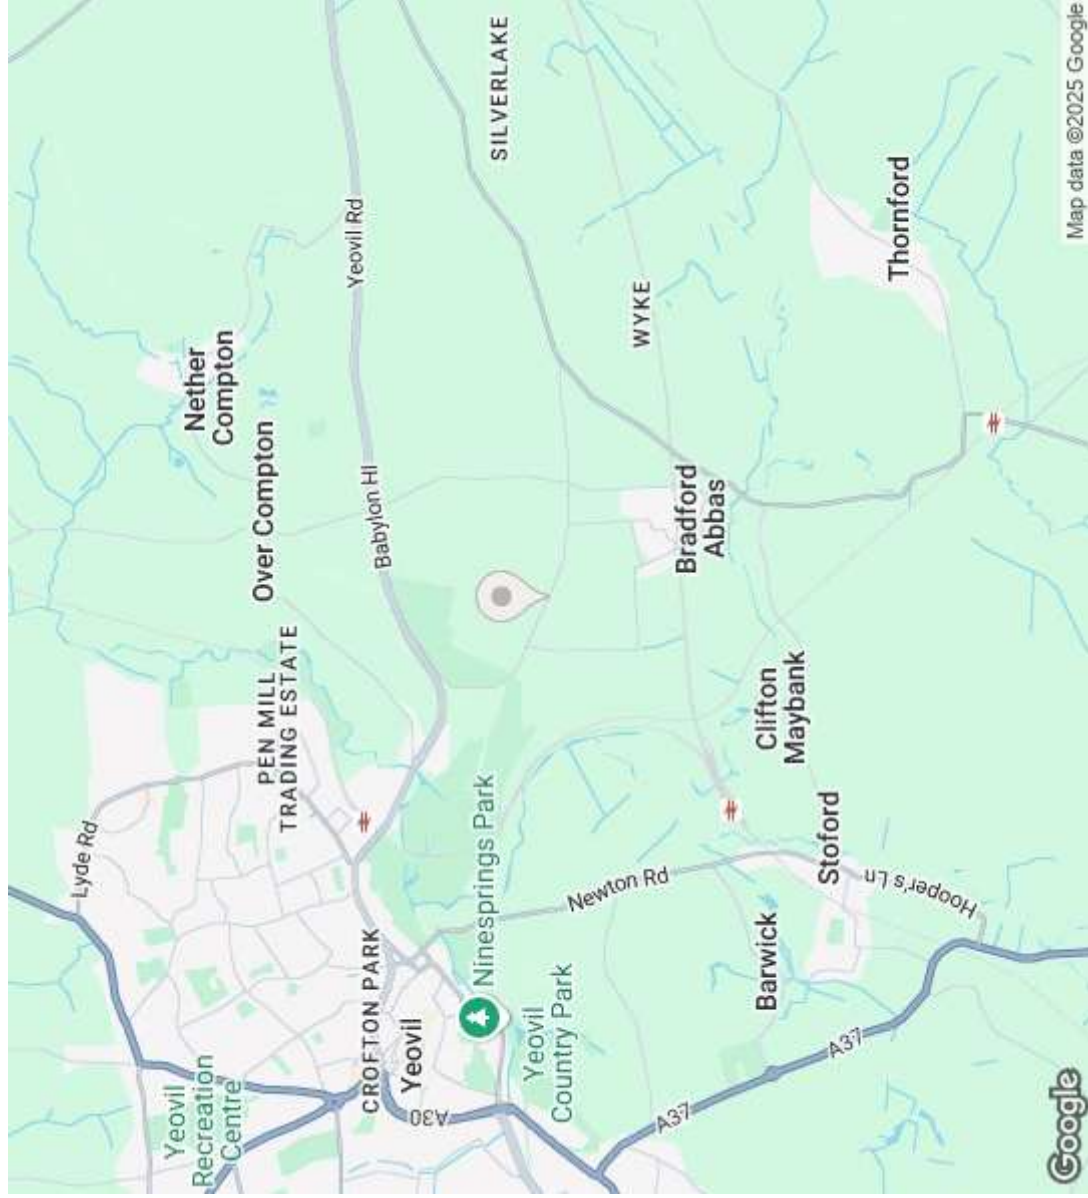 SILVERLAKE
Yeovil Rd
Nether
Compton
Over Compton
Babylon Hl
WYKE
Thornford
Bradford
Abbas
PEN MILL
TRADING ESTATE
Lyde Rd
Clifton
Maybank
Stoford
Newton Rd
Hooper's Ln
Barwick
Ninesprings Park
CROFTON PARK
Yeovil
Yeovil
Country Park
Yeovil
Recreation
Centre
A30
A37
A37
Google
Map data ©2025 Google